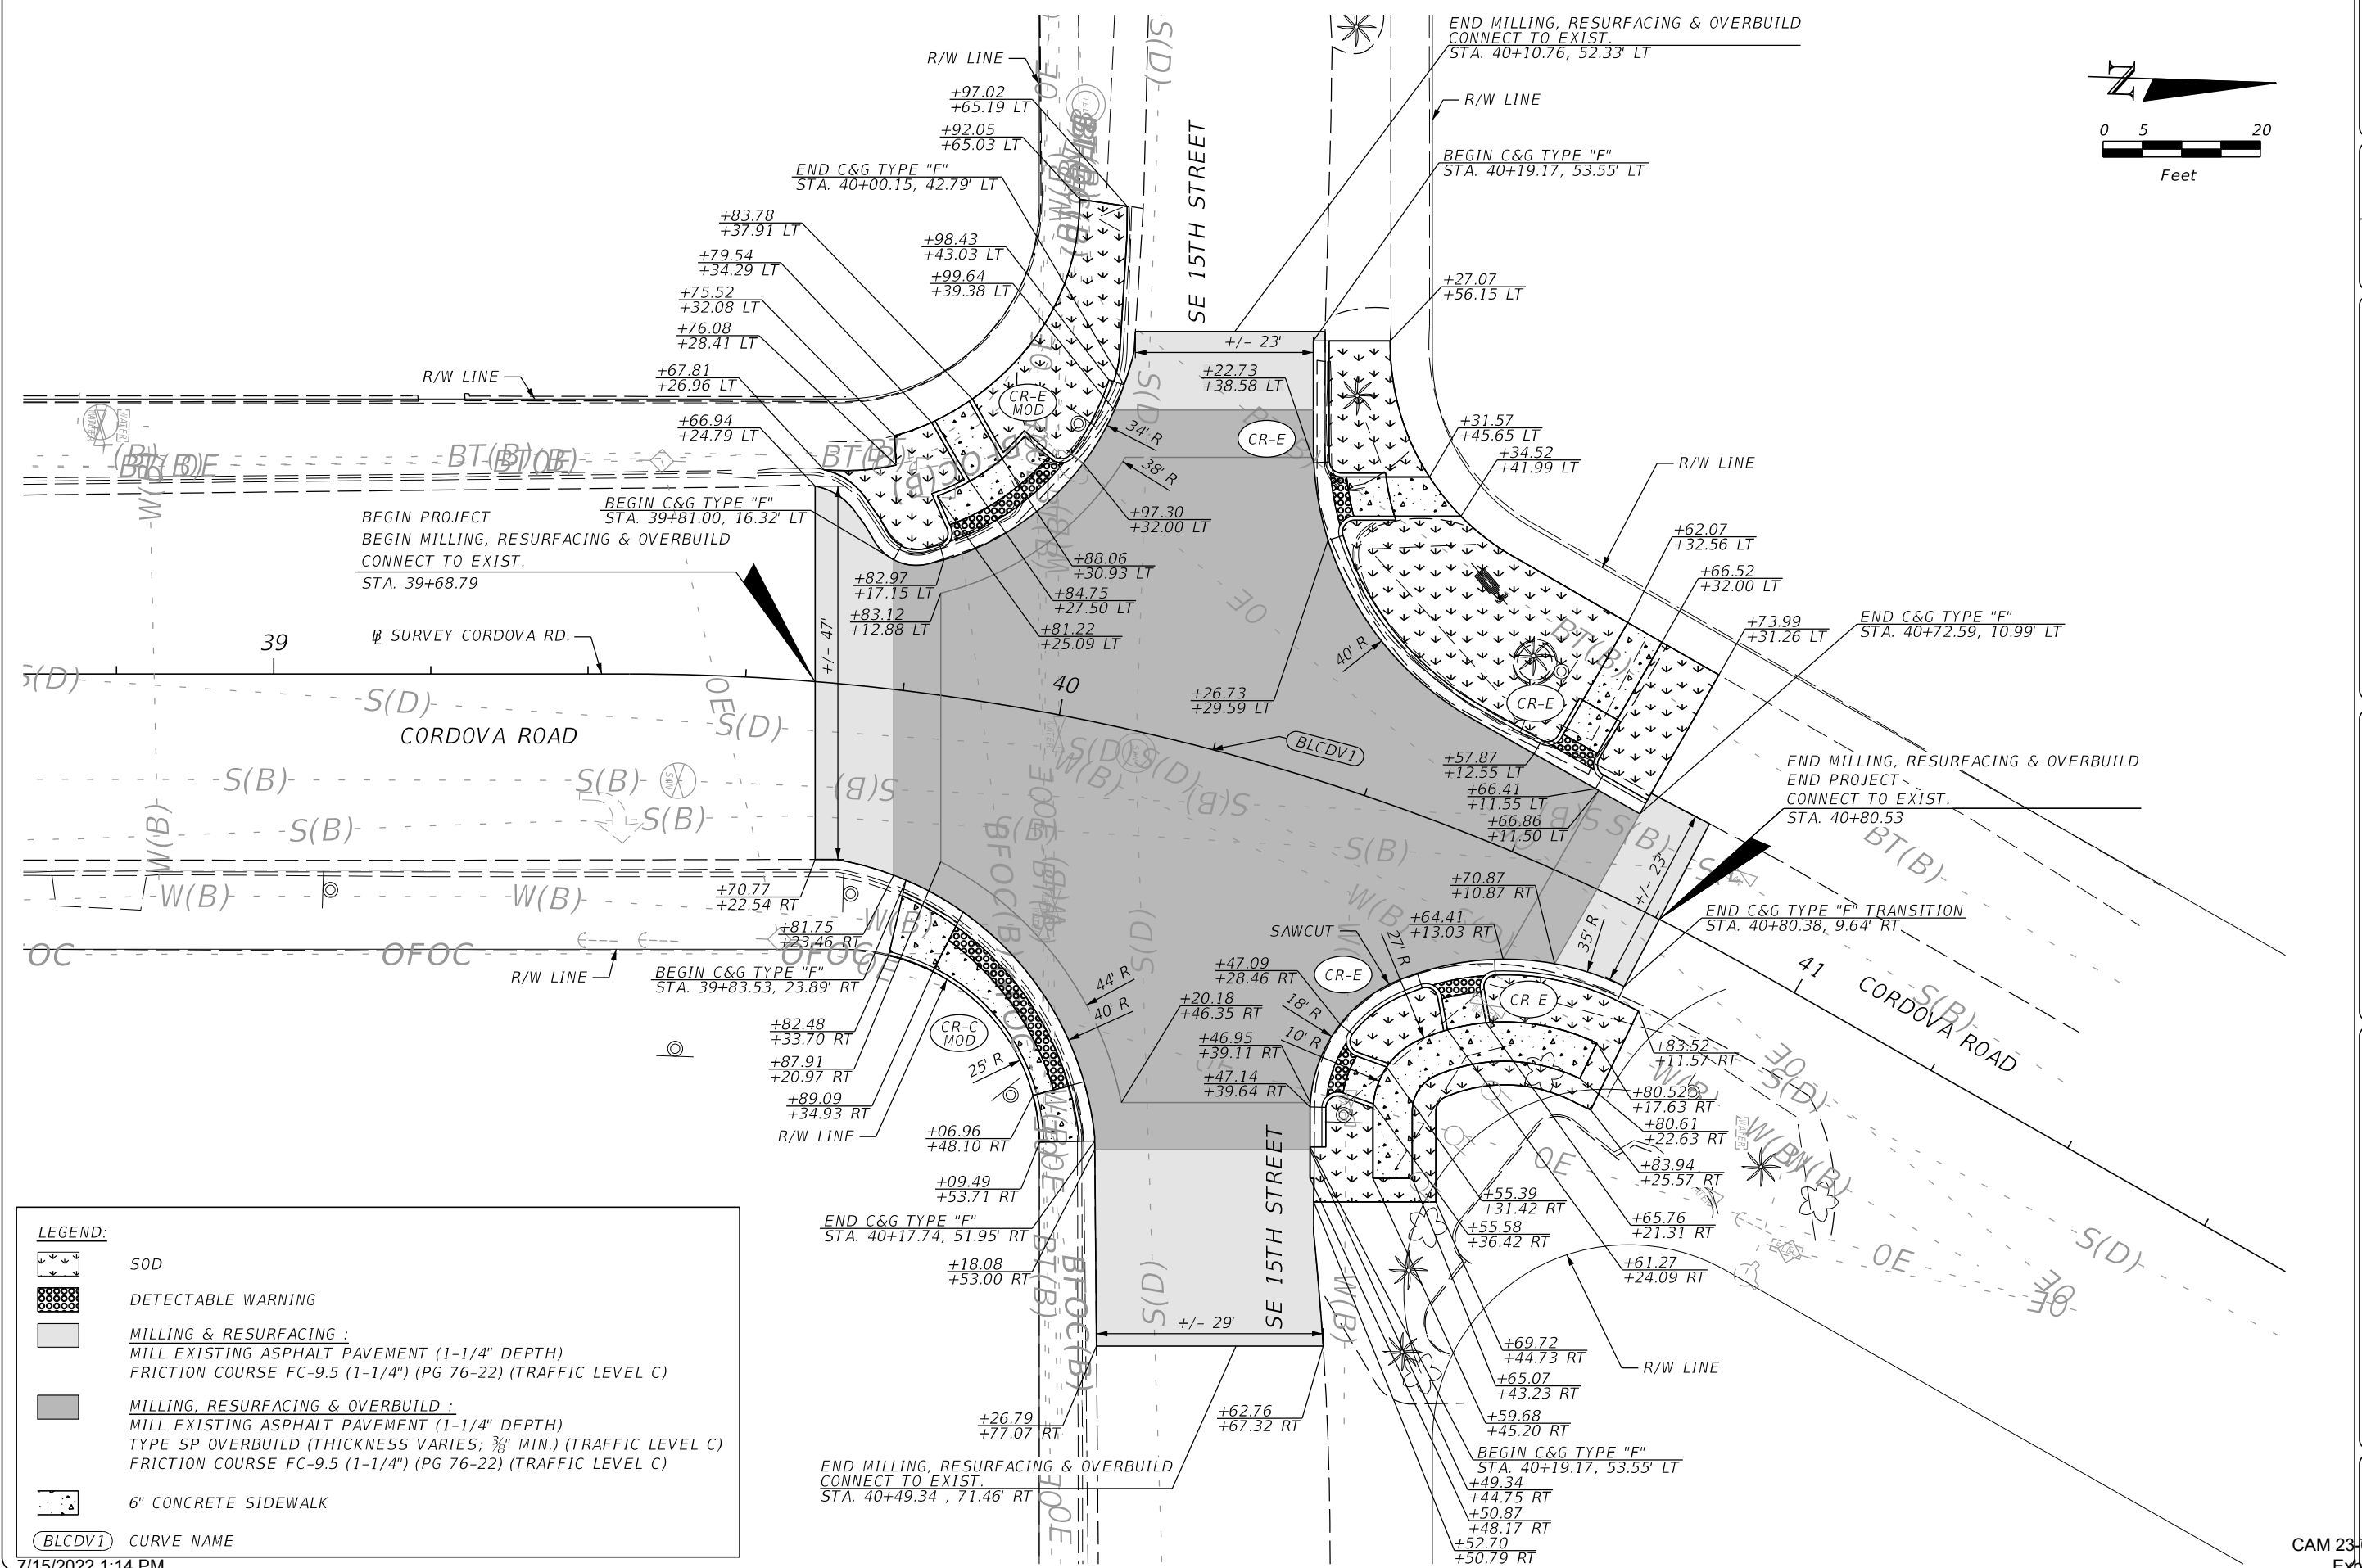 END MILLING, RESURFACING & OVERBUILD
CONNECT TO EXIST.
STA. 40+10.76, 52.33' LT
R/W LINE
R/W LINE
N
0 5 20
Feet
+97.02
+65.19 LT
+92.05
+65.03 LT
END C&G TYPE "F"
STA. 40+00.15, 42.79' LT
SE 15TH STREET
BEGIN C&G TYPE "F"
STA. 40+19.17, 53.55' LT
+83.78
+37.91 LT
+98.43
+43.03 LT
+79.54
+34.29 LT
+99.64
+39.38 LT
+75.52
+32.08 LT
+76.08
+28.41 LT
+27.07
+56.15 LT
+/- 23'
R/W LINE
+67.81
+26.96 LT
+22.73
+38.58 LT
CR-E
MOD
CR-E
+66.94
+24.79 LT
34' R
38' R
+31.57
+45.65 LT
+34.52
+41.99 LT
R/W LINE
BEGIN C&G TYPE "F"
STA. 39+81.00, 16.32' LT
BEGIN PROJECT
BEGIN MILLING, RESURFACING & OVERBUILD
CONNECT TO EXIST.
STA. 39+68.79
+97.30
+32.00 LT
+88.06
+30.93 LT
+84.75
+27.50 LT
+81.22
+25.09 LT
+82.97
+17.15 LT
+83.12
+12.88 LT
+62.07
+32.56 LT
+66.52
+32.00 LT
+73.99
+31.26 LT
END C&G TYPE "F"
STA. 40+72.59, 10.99' LT
39
B SURVEY CORDOVA RD.
+/- 47'
40
40' R
+26.73
+29.59 LT
CR-E
CORDOVA ROAD
BLCDV1
+57.87
+12.55 LT
+66.41
+11.55 LT
+66.86
+11.50 LT
END MILLING, RESURFACING & OVERBUILD
END PROJECT
CONNECT TO EXIST.
STA. 40+80.53
S(D)
S(D)
S(D)
S(B)
S(B)
S(B)
S(B)
W(B)
W(B)
W(B)
OFOC
OFOC
BT(B)
+/- 23'
+70.77
+22.54 RT
+81.75
+23.46 RT
R/W LINE
BEGIN C&G TYPE "F"
STA. 39+83.53, 23.89' RT
SAWCUT
27' R
35' R
+70.87
+10.87 RT
+64.41
+13.03 RT
END C&G TYPE "F" TRANSITION
STA. 40+80.38, 9.64' RT
41
CORDOVA ROAD
CR-E
CR-E
+47.09
+28.46 RT
+20.18
+46.35 RT
18' R
10' R
+46.95
+39.11 RT
+47.14
+39.64 RT
44' R
40' R
CR-C
MOD
25' R
+82.48
+33.70 RT
+87.91
+20.97 RT
+89.09
+34.93 RT
R/W LINE
+06.96
+48.10 RT
+09.49
+53.71 RT
END C&G TYPE "F"
STA. 40+17.74, 51.95' RT
+18.08
+53.00 RT
SE 15TH STREET
+/- 29'
+83.52
+11.57 RT
+80.52
+17.63 RT
+80.61
+22.63 RT
+83.94
+25.57 RT
+55.39
+31.42 RT
+55.58
+36.42 RT
+65.76
+21.31 RT
+61.27
+24.09 RT
+69.72
+44.73 RT
R/W LINE
+65.07
+43.23 RT
+59.68
+45.20 RT
BEGIN C&G TYPE "F"
STA. 40+19.17, 53.55' LT
+49.34
+44.75 RT
+50.87
+48.17 RT
+52.70
+50.79 RT
+26.79
+77.07 RT
+62.76
+67.32 RT
END MILLING, RESURFACING & OVERBUILD
CONNECT TO EXIST.
STA. 40+49.34 , 71.46' RT
LEGEND:
SOD
DETECTABLE WARNING
MILLING & RESURFACING :
MILL EXISTING ASPHALT PAVEMENT (1-1/4" DEPTH)
FRICTION COURSE FC-9.5 (1-1/4") (PG 76-22) (TRAFFIC LEVEL C)
MILLING, RESURFACING & OVERBUILD :
MILL EXISTING ASPHALT PAVEMENT (1-1/4" DEPTH)
TYPE SP OVERBUILD (THICKNESS VARIES; 3/8" MIN.) (TRAFFIC LEVEL C)
FRICTION COURSE FC-9.5 (1-1/4") (PG 76-22) (TRAFFIC LEVEL C)
6" CONCRETE SIDEWALK
BLCDV1 CURVE NAME
7/15/2022 1:14 PM
CAM 23-